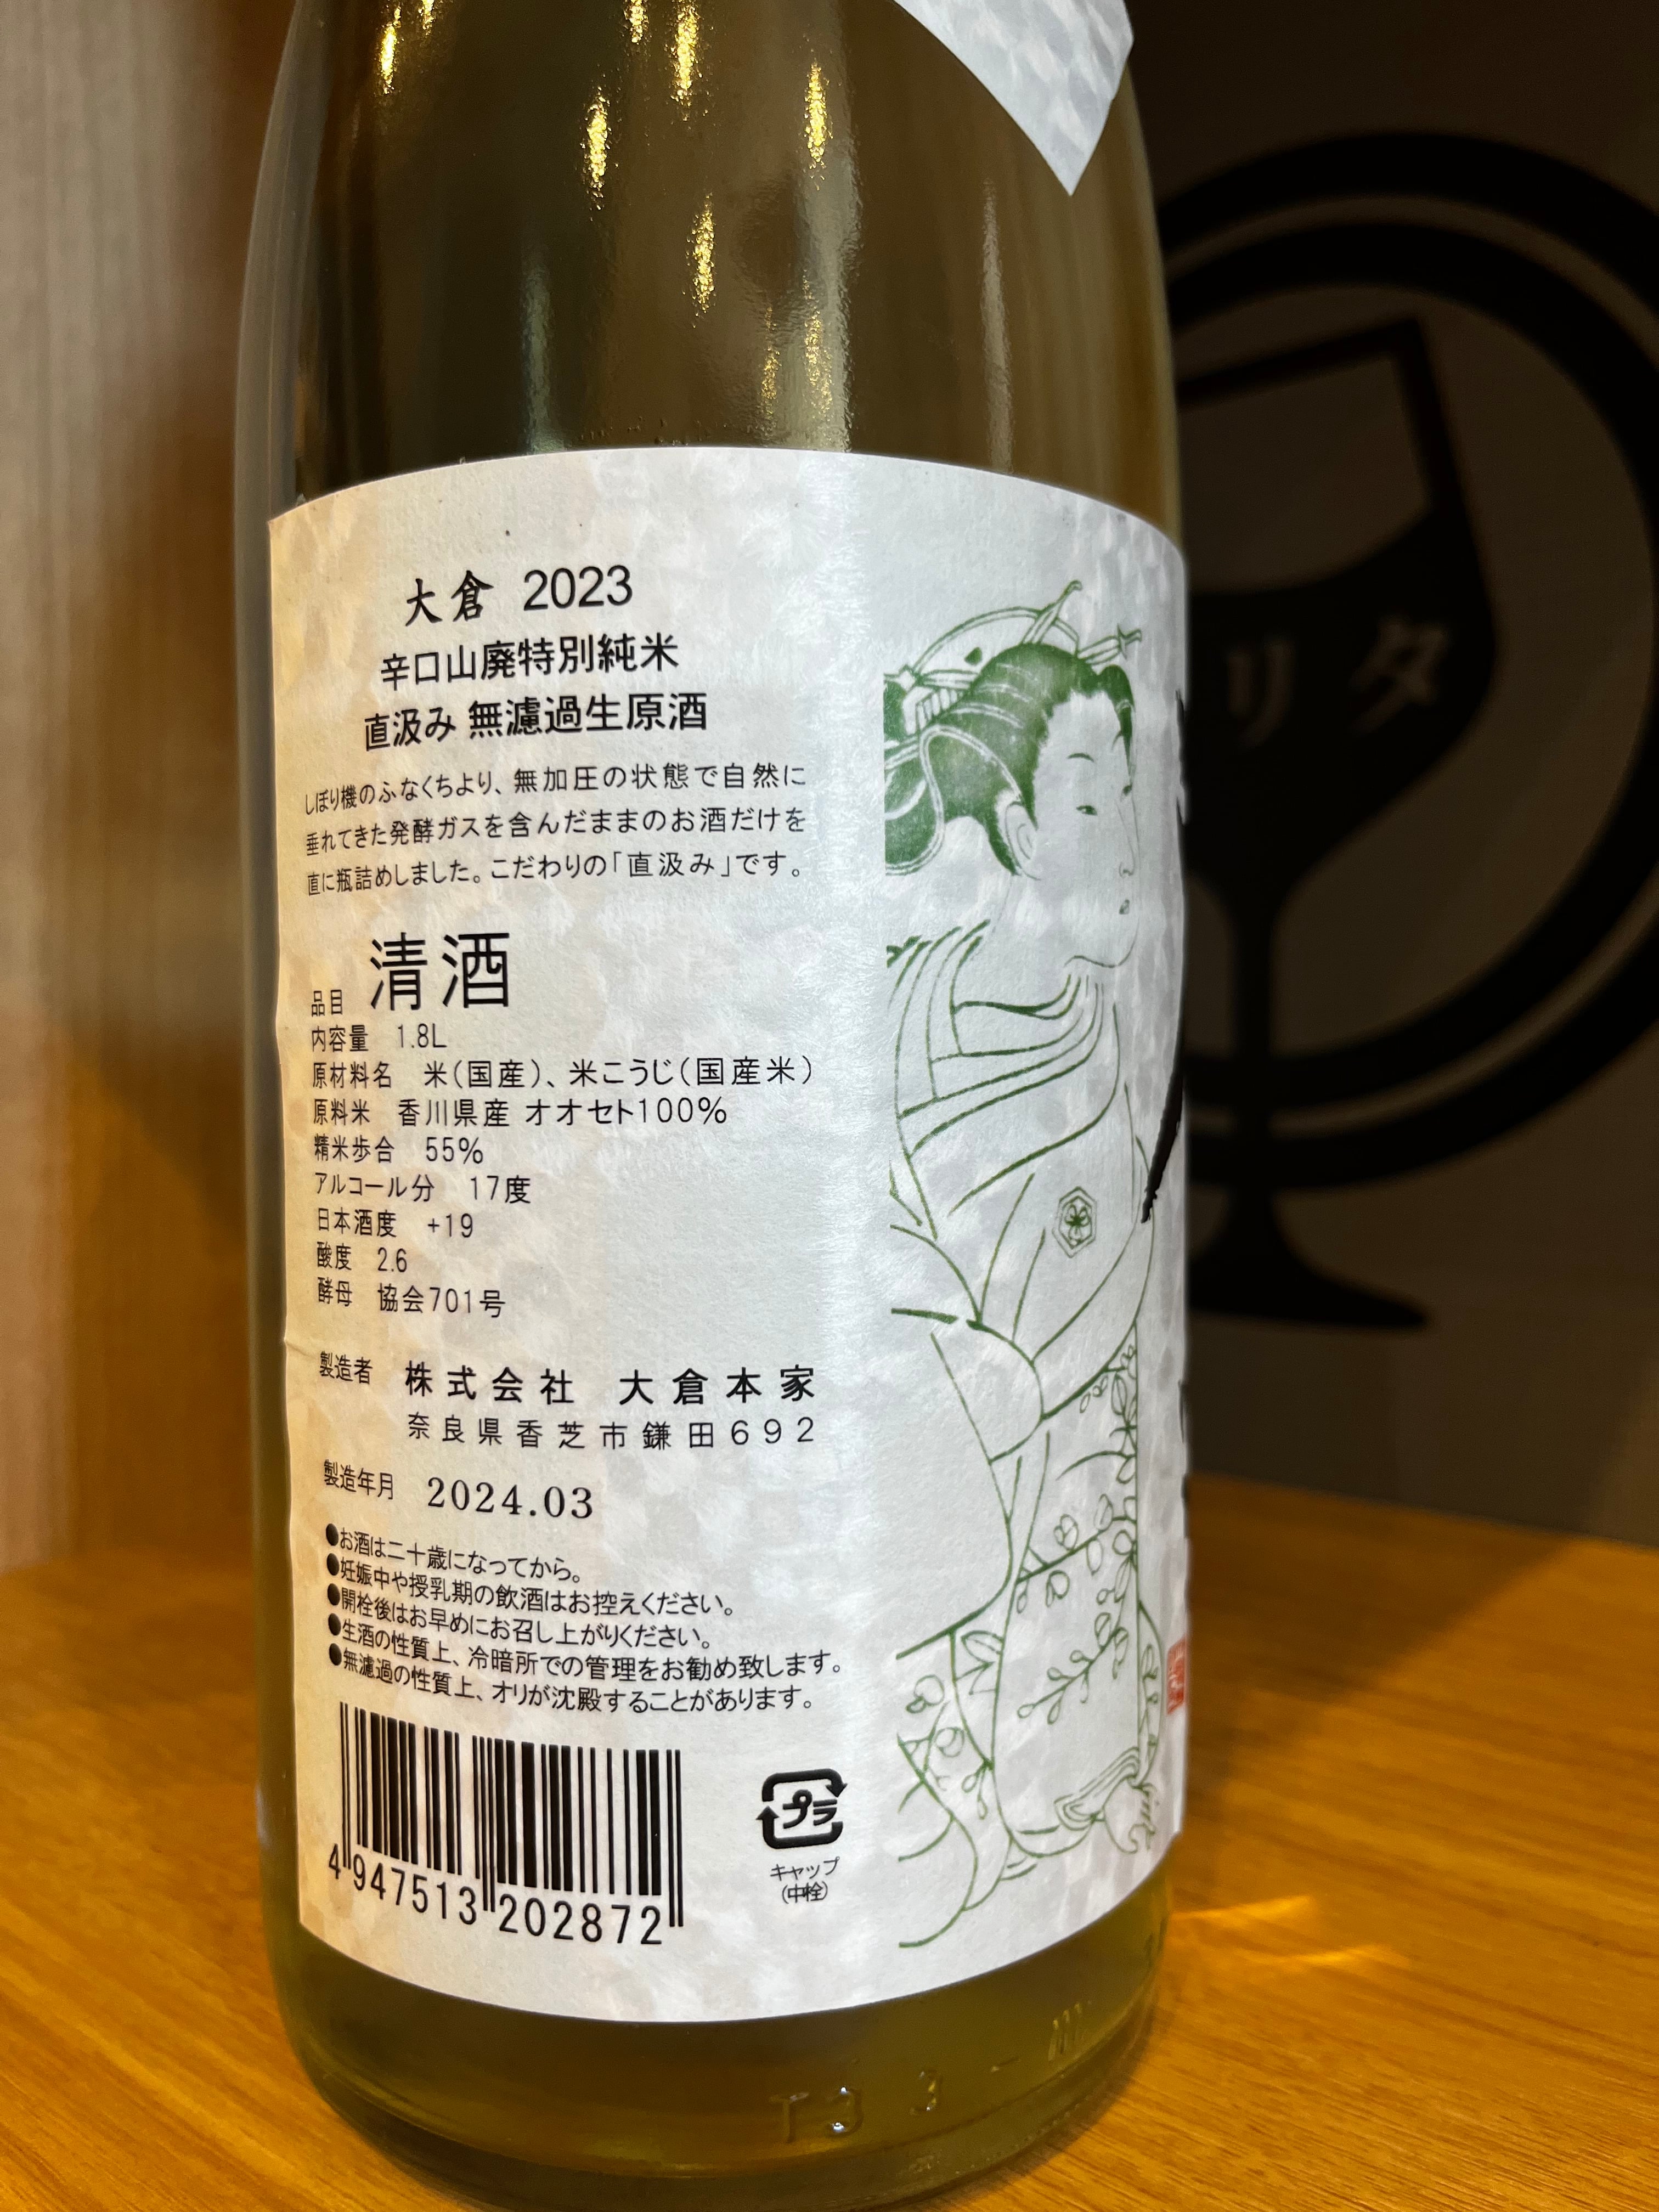 大倉 2023
辛口山廃特別純米
直汲み 無濾過生原酒
しぼり機のふなくちより、無加圧の状態で自然に
垂れてきた発酵ガスを含んだままのお酒だけを
直に瓶詰めしました。こだわりの「直汲み」です。
品目 清酒
内容量 1.8L
原材料名 米(国産)、米こうじ(国産米)
原料米 香川県産 オオセト100%
精米歩合 55%
アルコール分 17度
日本酒度 +19
酸度 2.6
酵母 協会701号
製造者 株式会社 大倉本家
奈良県香芝市鎌田692
製造年月 2024.03
●お酒は二十歳になってから。
●妊娠中や授乳期の飲酒はお控えください。
●開栓後はお早めにお召し上がりください。
●生酒の性質上、冷暗所での管理をお勧め致します。
●無濾過の性質上、オリが沈殿することがあります。
4947513202872
プラ
キャップ
(中栓)
リタ